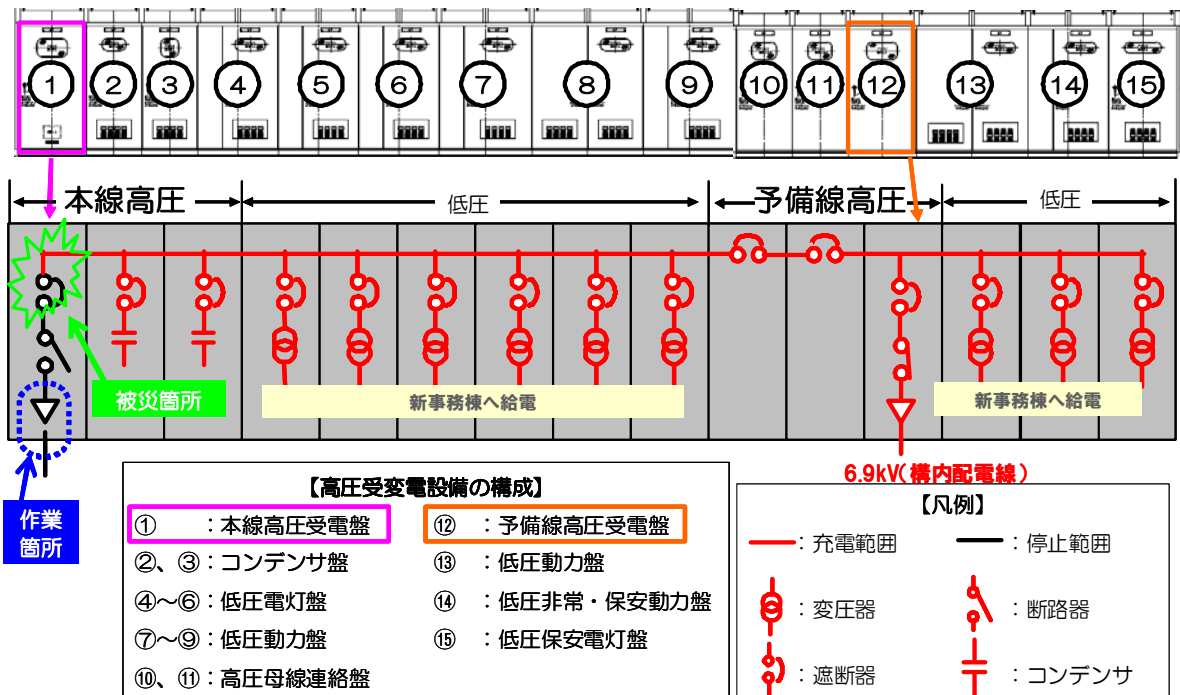 ① ② ③ ④ ⑤ ⑥ ⑦ ⑧ ⑨ ⑩ ⑪ ⑫ ⑬ ⑭ ⑮
本線高圧 低圧 予備線高圧 低圧
被災箇所
新事務棟へ給電 新事務棟へ給電
作業
箇所
6.9kV(構内配電線)
【高圧受変電設備の構成】
① :本線高圧受電盤 ⑫ :予備線高圧受電盤
②、③:コンデンサ盤 ⑬ :低圧動力盤
④~⑥:低圧電灯盤 ⑭ :低圧非常・保安動力盤
⑦~⑨:低圧動力盤 ⑮ :低圧保安電灯盤
⑩、⑪:高圧母線連絡盤
【凡例】
:充電範囲 :停止範囲
:変圧器 :断路器
:遮断器 :コンデンサ